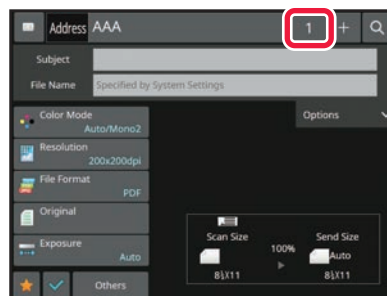 Address AAA 1 +
Subject
File Name Specified by System Settings
Color Mode
Auto/Mono2
Options
Resolution
200x200dpi
File Format
PDF
Original
Exposure
Auto
Others
Scan Size
100%
Send Size
Auto
8½X11
8½X11